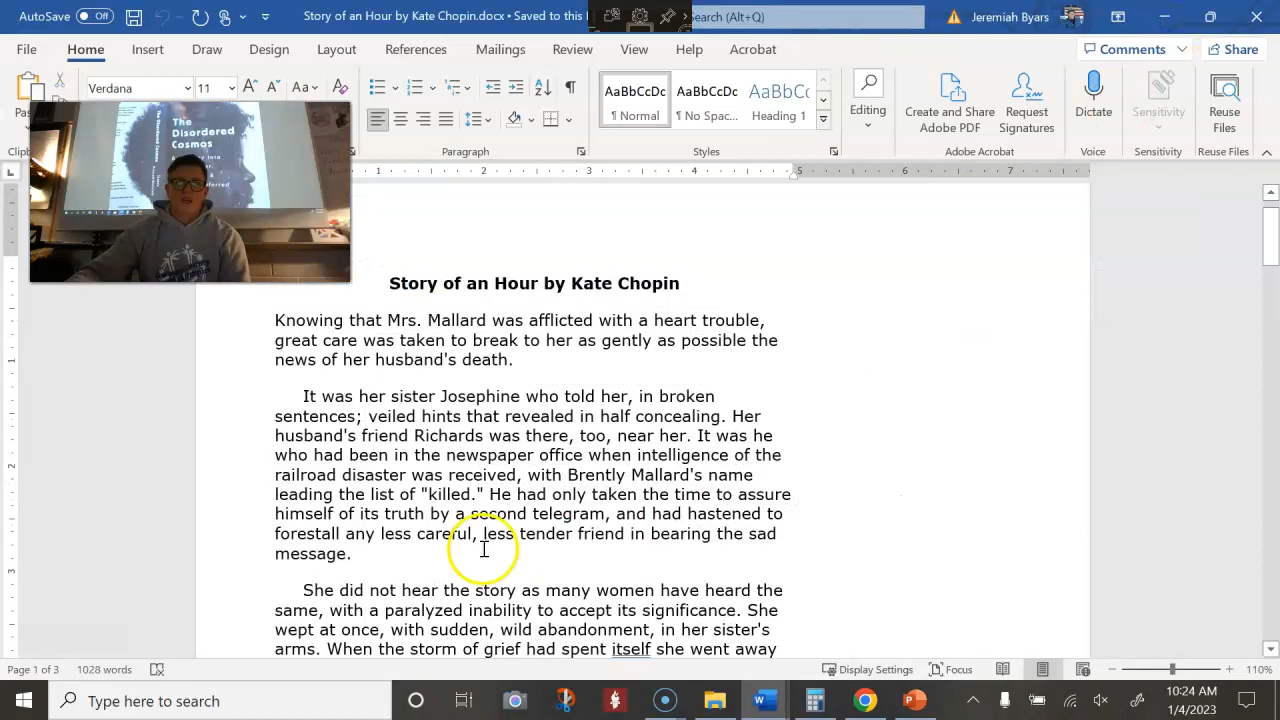 AutoSave Off Story of an Hour by Kate Chopin.docx • Saved to this Search (Alt+Q) Jeremiah Byars
File Home Insert Draw Design Layout References Mailings Review View Help Acrobat Comments Share
Verdana 11 Aa AaBbCcDc AaBbCcDc AaBbCc
¶ Normal ¶ No Spac... Heading 1
Editing Create and Share Adobe PDF Request Signatures Dictate Sensitivity Reuse Files
Paragraph Styles Adobe Acrobat Voice Sensitivity Reuse Files
The
Disordered
Cosmos
1 2 3 4 5 6 7
Story of an Hour by Kate Chopin
Knowing that Mrs. Mallard was afflicted with a heart trouble,
great care was taken to break to her as gently as possible the
news of her husband's death.
It was her sister Josephine who told her, in broken
sentences; veiled hints that revealed in half concealing. Her
husband's friend Richards was there, too, near her. It was he
who had been in the newspaper office when intelligence of the
railroad disaster was received, with Brently Mallard's name
leading the list of "killed." He had only taken the time to assure
himself of its truth by a second telegram, and had hastened to
forestall any less careful, less tender friend in bearing the sad
message.
She did not hear the story as many women have heard the
same, with a paralyzed inability to accept its significance. She
wept at once, with sudden, wild abandonment, in her sister's
arms. When the storm of grief had spent itself she went away
Page 1 of 3 1028 words Display Settings Focus 110%
Type here to search 10:24 AM
1/4/2023